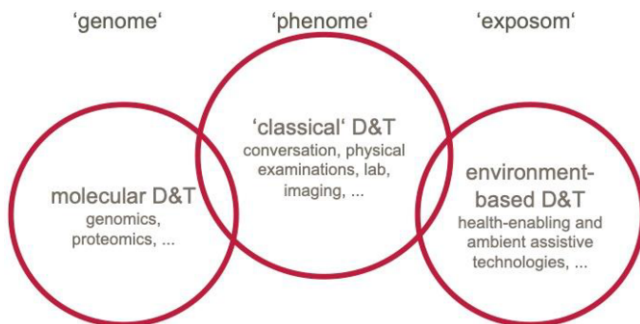 ‘genome‘
‘phenome‘
‘exposom‘
‘classical‘ D&T
conversation, physical
examinations, lab,
imaging, ...
molecular D&T
genomics,
proteomics, ...
environment-
based D&T
health-enabling and
ambient assistive
technologies, ...